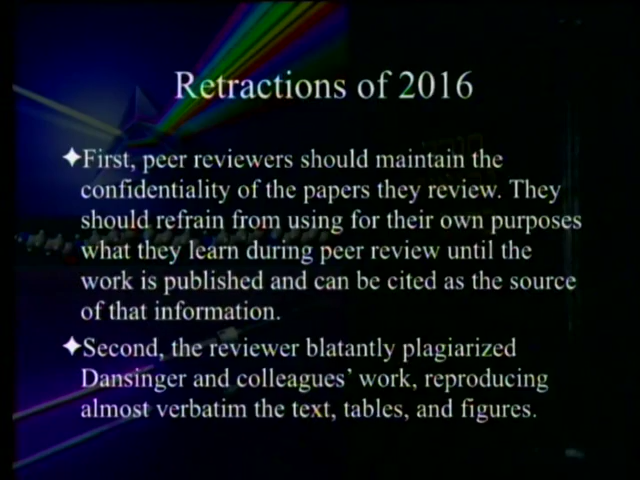 Retractions of 2016
✦First, peer reviewers should maintain the
confidentiality of the papers they review. They
should refrain from using for their own purposes
what they learn during peer review until the
work is published and can be cited as the source
of that information.
✦Second, the reviewer blatantly plagiarized
Dansinger and colleagues’ work, reproducing
almost verbatim the text, tables, and figures.